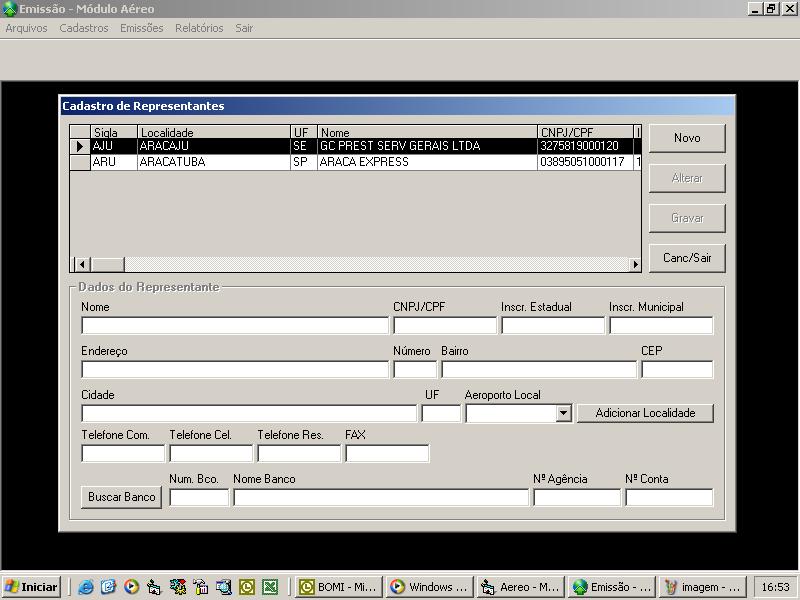 Emissão - Módulo Aéreo
Arquivos Cadastros Emissões Relatórios Sair
Cadastro de Representantes
Sigla Localidade UF Nome CNPJ/CPF I
AJU ARACAJU SE GC PREST SERV GERAIS LTDA 3275819000120
ARU ARACATUBA SP ARACA EXPRESS 03895051000117 1
Novo
Alterar
Gravar
Canc/Sair
Dados do Representante
Nome CNPJ/CPF Inscr. Estadual Inscr. Municipal
Endereço Número Bairro CEP
Cidade UF Aeroporto Local
Adicionar Localidade
Telefone Com. Telefone Cel. Telefone Res. FAX
Buscar Banco Num. Bco. Nome Banco Nº Agência Nº Conta
Iniciar BOMI - Mi... Windows ... Aereo - M... Emissão - ... imagem - ... 16:53